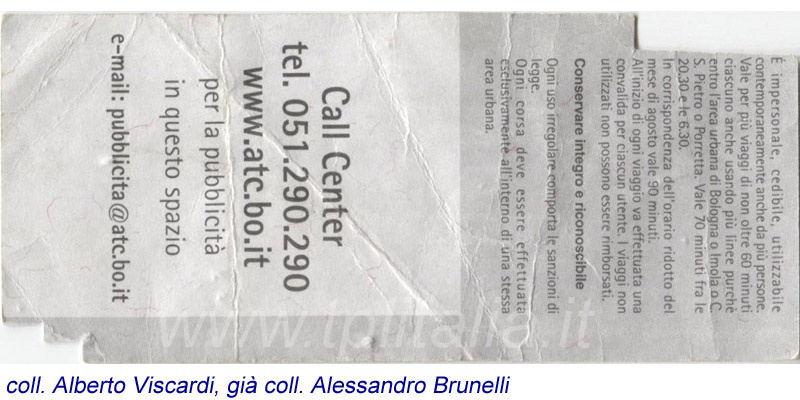 È impersonale, cedibile, utilizzabile
contemporaneamente anche da più persone.
Vale per più viaggi di non oltre 60 minuti
ciascuno anche usando più linee purchè
entro l'area urbana di Bologna o Imola o C.
S. Pietro o Porretta. Vale 70 minuti fra le
20.30 e le 6.30.
In corrispondenza dell'orario ridotto del
mese di agosto vale 90 minuti.
All'inizio di ogni viaggio va effettuata una
convalida per ciascun utente. I viaggi non
utilizzati non possono essere rimborsati.
Conservare integro e riconoscibile
Ogni uso irregolare comporta le sanzioni di
legge.
Ogni corsa deve essere effettuata
esclusivamente all'interno di una stessa
area urbana.
Call Center
tel. 051.290.290
www.atc.bo.it
per la pubblicità
in questo spazio
e-mail: pubblicita@atc.bo.it
www.tplitalia.it
coll. Alberto Viscardi, già coll. Alessandro Brunelli